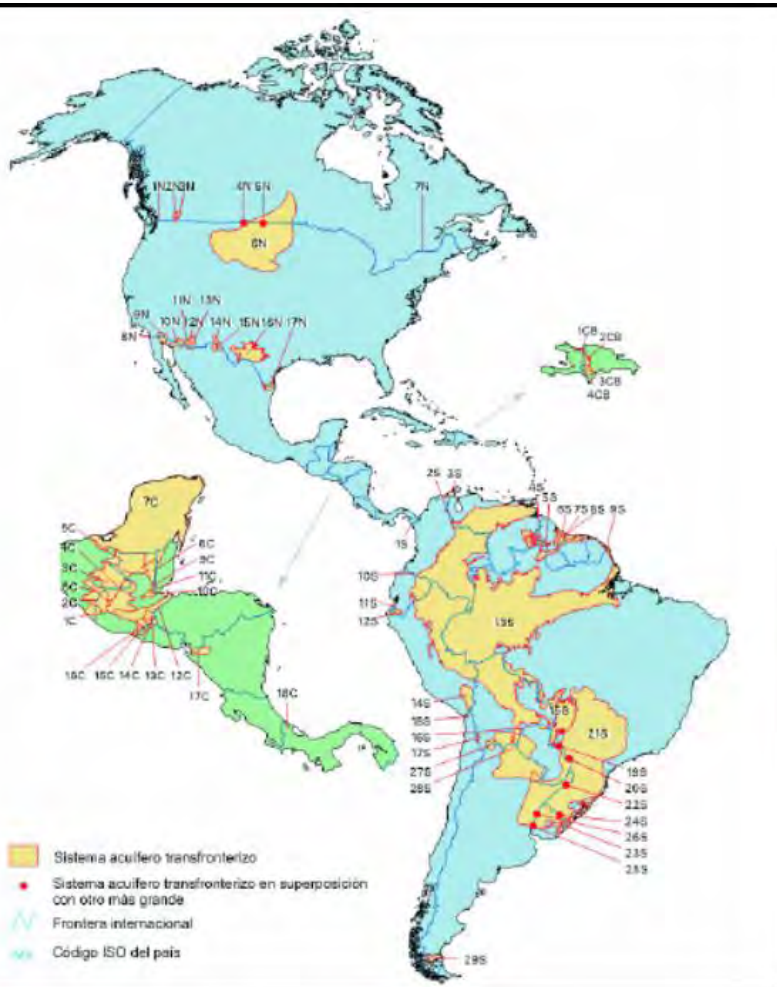 1N2N3N
4N 5N
7N
6N
11N 13N
9N
10N 12N 14N
15N 16N 17N
8N
1CB
2CB
3CB
4CB
2S 3S
4S
5S
6S 7S 8S 9S
1S
7C
5C
4C
3C
6C
2C
1C
8C
9C
11C
10C
16C 15C 14C 13C 12C
17C
18C
10S
11S
12S
13S
14S
18S
16S
17S
27S
28S
15S
21S
19S
20S
22S
24S
26S
23S
25S
29S
Sistema acuífero transfronterizo
Sistema acuífero transfronterizo en superposición
con otro más grande
Frontera internacional
Código ISO del país